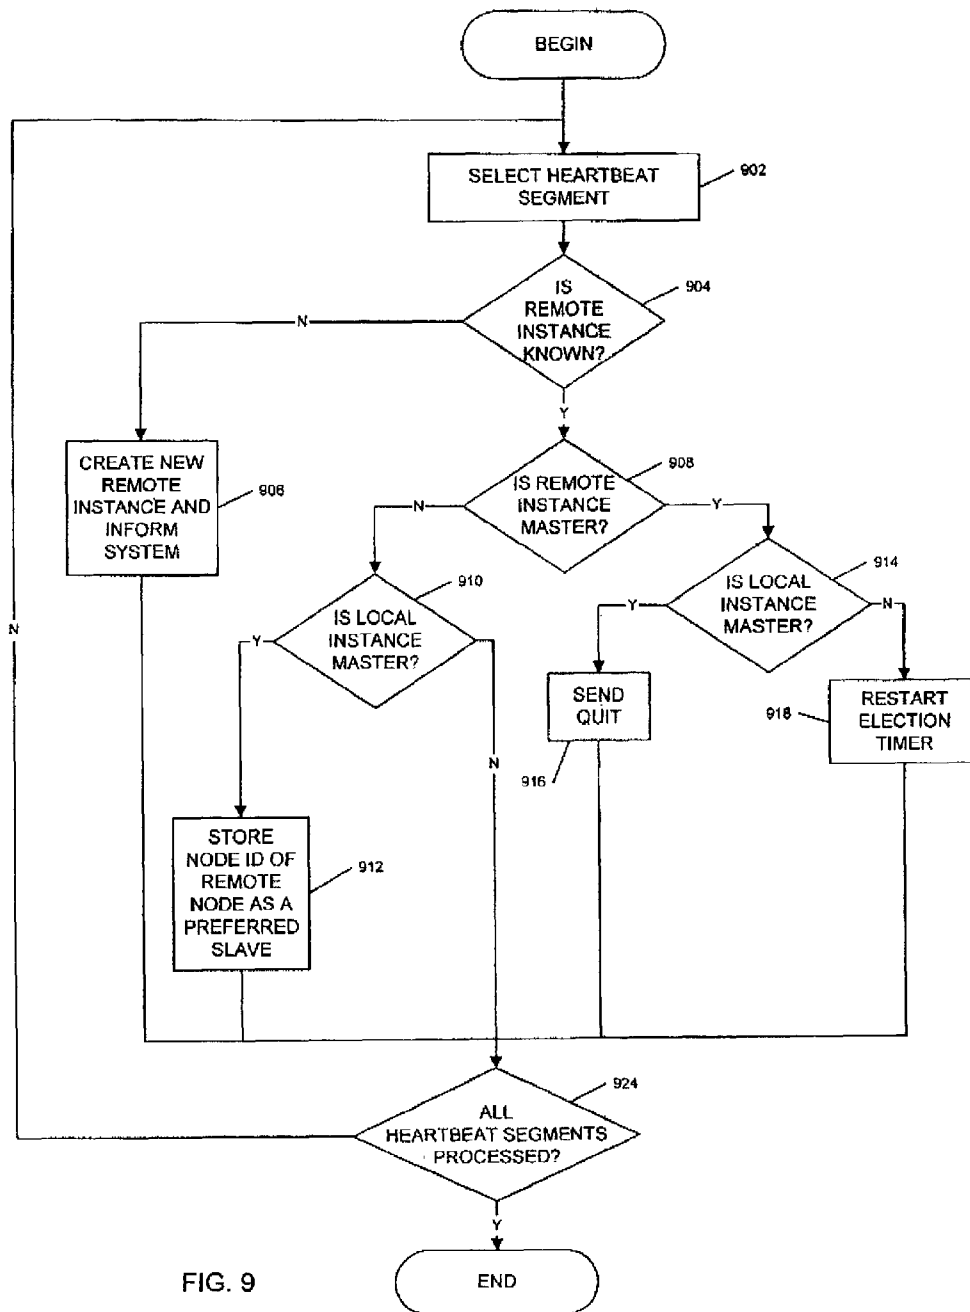 BEGIN
SELECT HEARTBEAT
SEGMENT
902
IS
REMOTE
INSTANCE
KNOWN?
904
N
Y
CREATE NEW
REMOTE
INSTANCE AND
INFORM
SYSTEM
906
IS REMOTE
INSTANCE
MASTER?
908
N
Y
IS LOCAL
INSTANCE
MASTER?
910
Y
N
IS LOCAL
INSTANCE
MASTER?
914
Y
N
N
SEND
QUIT
916
RESTART
ELECTION
TIMER
918
STORE
NODE ID OF
REMOTE
NODE AS A
PREFERRED
SLAVE
912
ALL
HEARTBEAT SEGMENTS
PROCESSED?
924
Y
END
FIG. 9